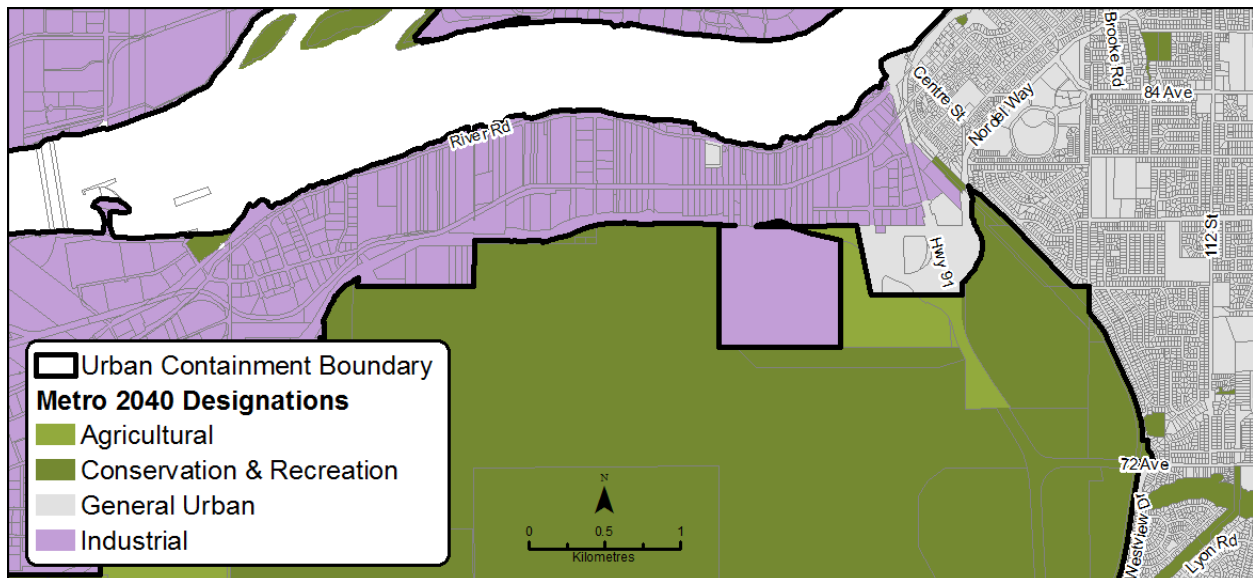 Brooke Rd
Centre St
Nordel Way
84 Ave
River Rd
112 St
Hwy 91
Urban Containment Boundary
Metro 2040 Designations
Agricultural
Conservation & Recreation
General Urban
Industrial
N
0 0.5 1
Kilometres
72 Ave
Westview Dr
Lyon Rd